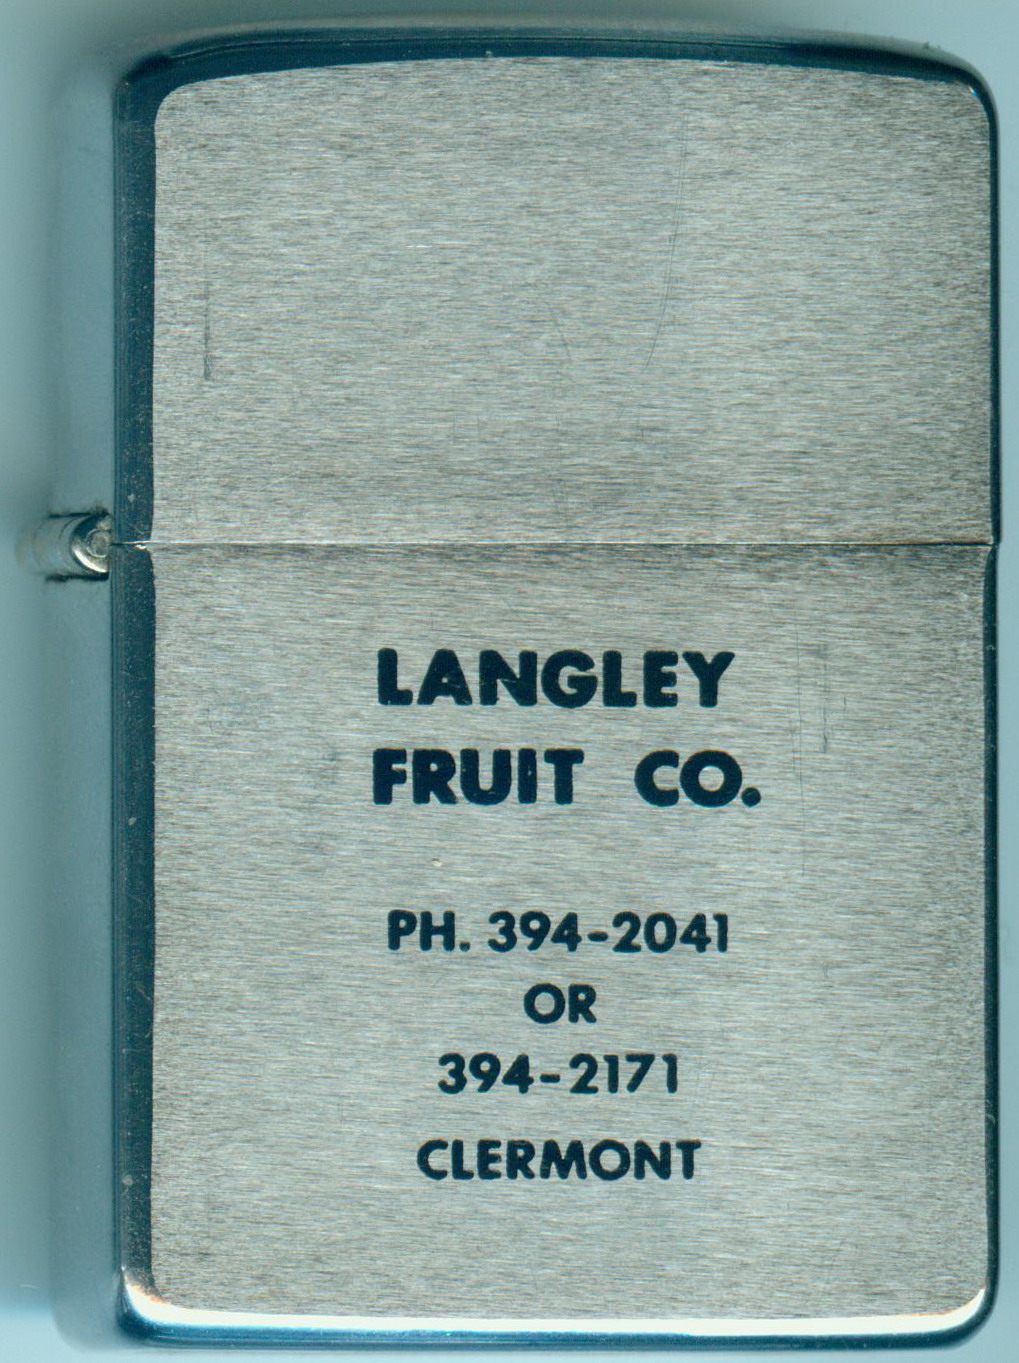 LANGLEY
FRUIT CO.
PH. 394-2041
OR
394-2171
CLERMONT